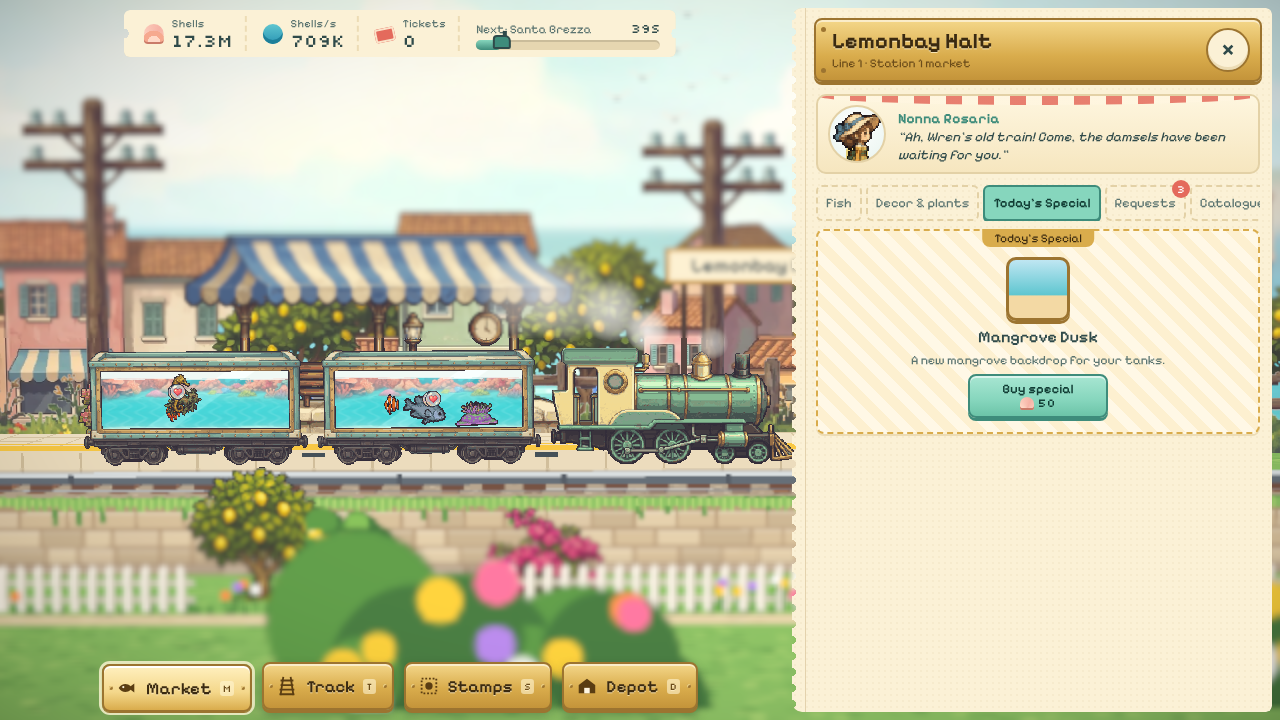 Shells
17.3M
Shells/s
709K
Tickets
0
Next: Santa Brezza
39S
Lemonbay Halt
Line 1 · Station 1 market
Nonna Rosaria
"Ah, Wren's old train! Come, the damsels have been
waiting for you."
Fish
Decor & plants
Today's Special
Requests
3
Catalogue
Today's Special
Mangrove Dusk
A new mangrove backdrop for your tanks.
Buy special
50
Lemonbay
Market M
Track T
Stamps S
Depot D